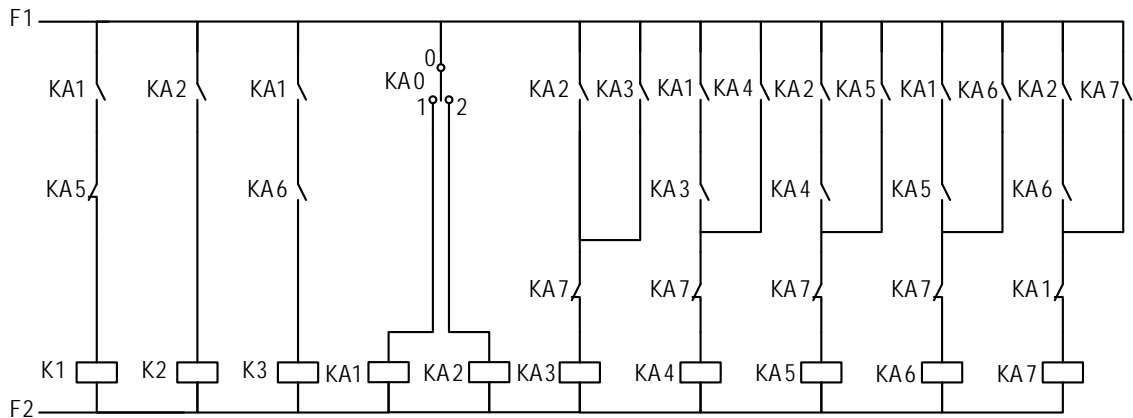 F1
0
KA1 KA2 KA1 KA0 KA2 KA3 KA1 KA4 KA2 KA5 KA1 KA6 KA2 KA7
1 2
KA5 KA6 KA3 KA4 KA5 KA6
KA7 KA7 KA7 KA7 KA1
K1 K2 K3 KA1 KA2 KA3 KA4 KA5 KA6 KA7
F2